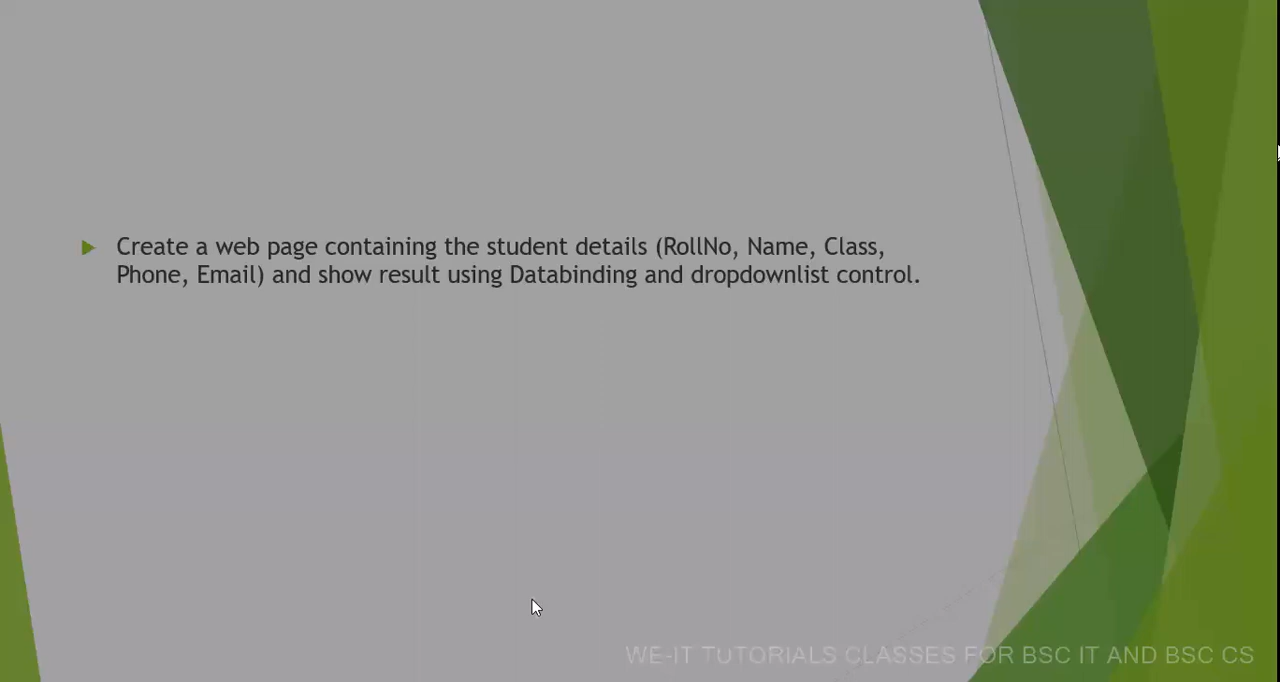 Create a web page containing the student details (RollNo, Name, Class,
Phone, Email) and show result using Databinding and dropdownlist control.
WE-IT TUTORIALS CLASSES FOR BSC IT AND BSC CS